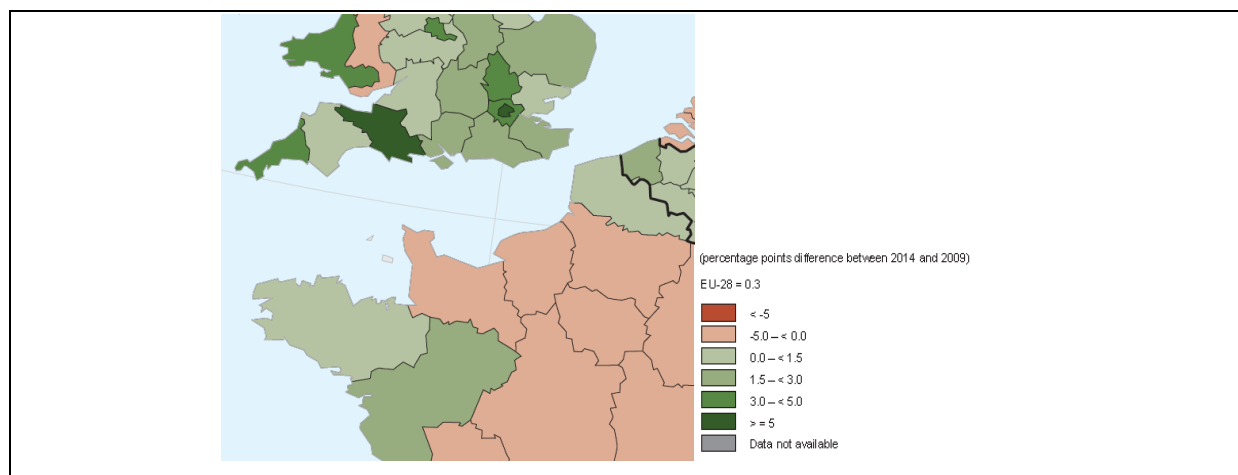 (percentage points difference between 2014 and 2009)
EU-28 = 0.3
< -5
-5.0 – < 0.0
0.0 – < 1.5
1.5 – < 3.0
3.0 – < 5.0
> = 5
Data not available